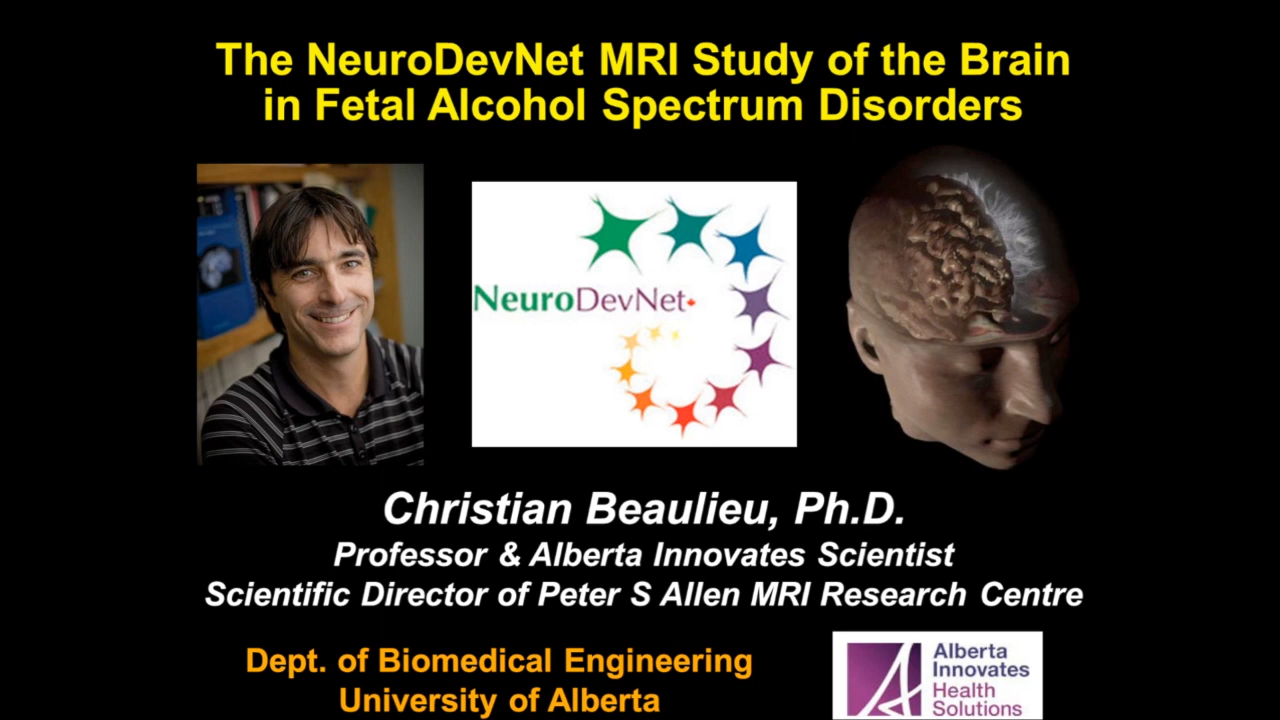 The NeuroDevNet MRI Study of the Brain
in Fetal Alcohol Spectrum Disorders
NeuroDevNet
Christian Beaulieu, Ph.D.
Professor & Alberta Innovates Scientist
Scientific Director of Peter S Allen MRI Research Centre
Dept. of Biomedical Engineering
University of Alberta
Alberta
Innovates
Health
Solutions